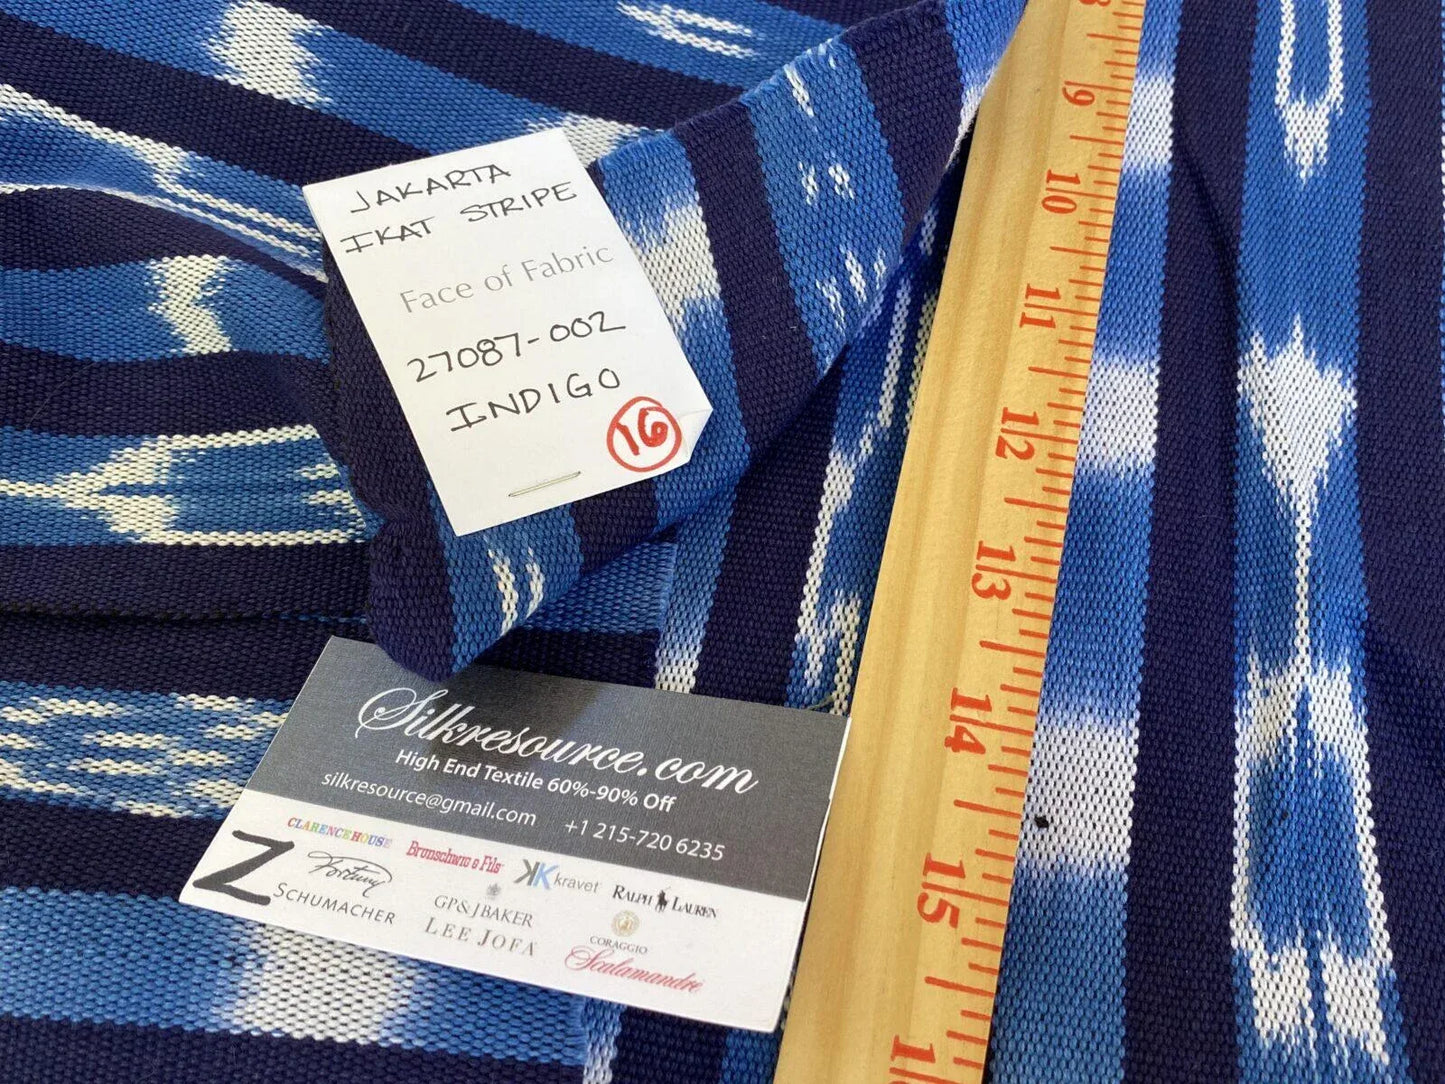 JAKARTA
IKAT STRIPE
Face of Fabric
27087-002
INDIGO
16
Silkresource.com
High End Textile 60%-90% Off
silkresource@gmail.com +1 215-720 6235
CLARENCE HOUSE Brunschwig & Fils kravet RALPH LAUREN
Z Fortuny GP & J BAKER CORAGGIO
SCHUMACHER LEE JOFA Scalamandre
8
9
10
11
12
13
14
15
16